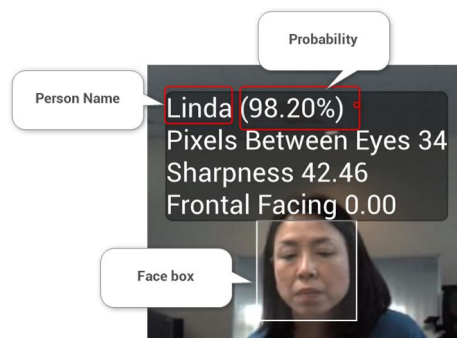 Probability
Person Name
Linda (98.20%)
Pixels Between Eyes 34
Sharpness 42.46
Frontal Facing 0.00
Face box